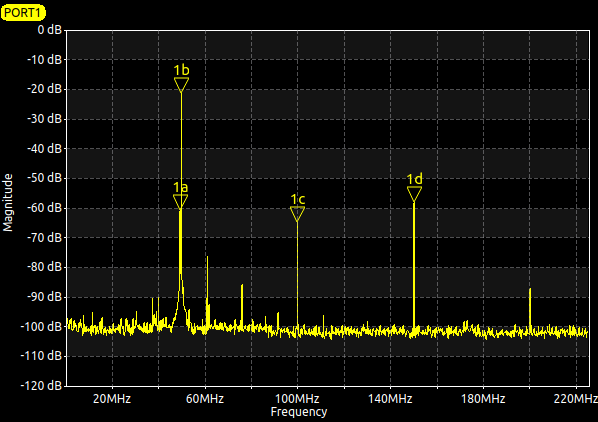 PORT1
0 dB
-10 dB
1b
-20 dB
-30 dB
-40 dB
-50 dB
1a
1d
1c
-60 dB
Magnitude
-70 dB
-80 dB
-90 dB
-100 dB
-110 dB
-120 dB
20MHz 60MHz 100MHz 140MHz 180MHz 220MHz
Frequency